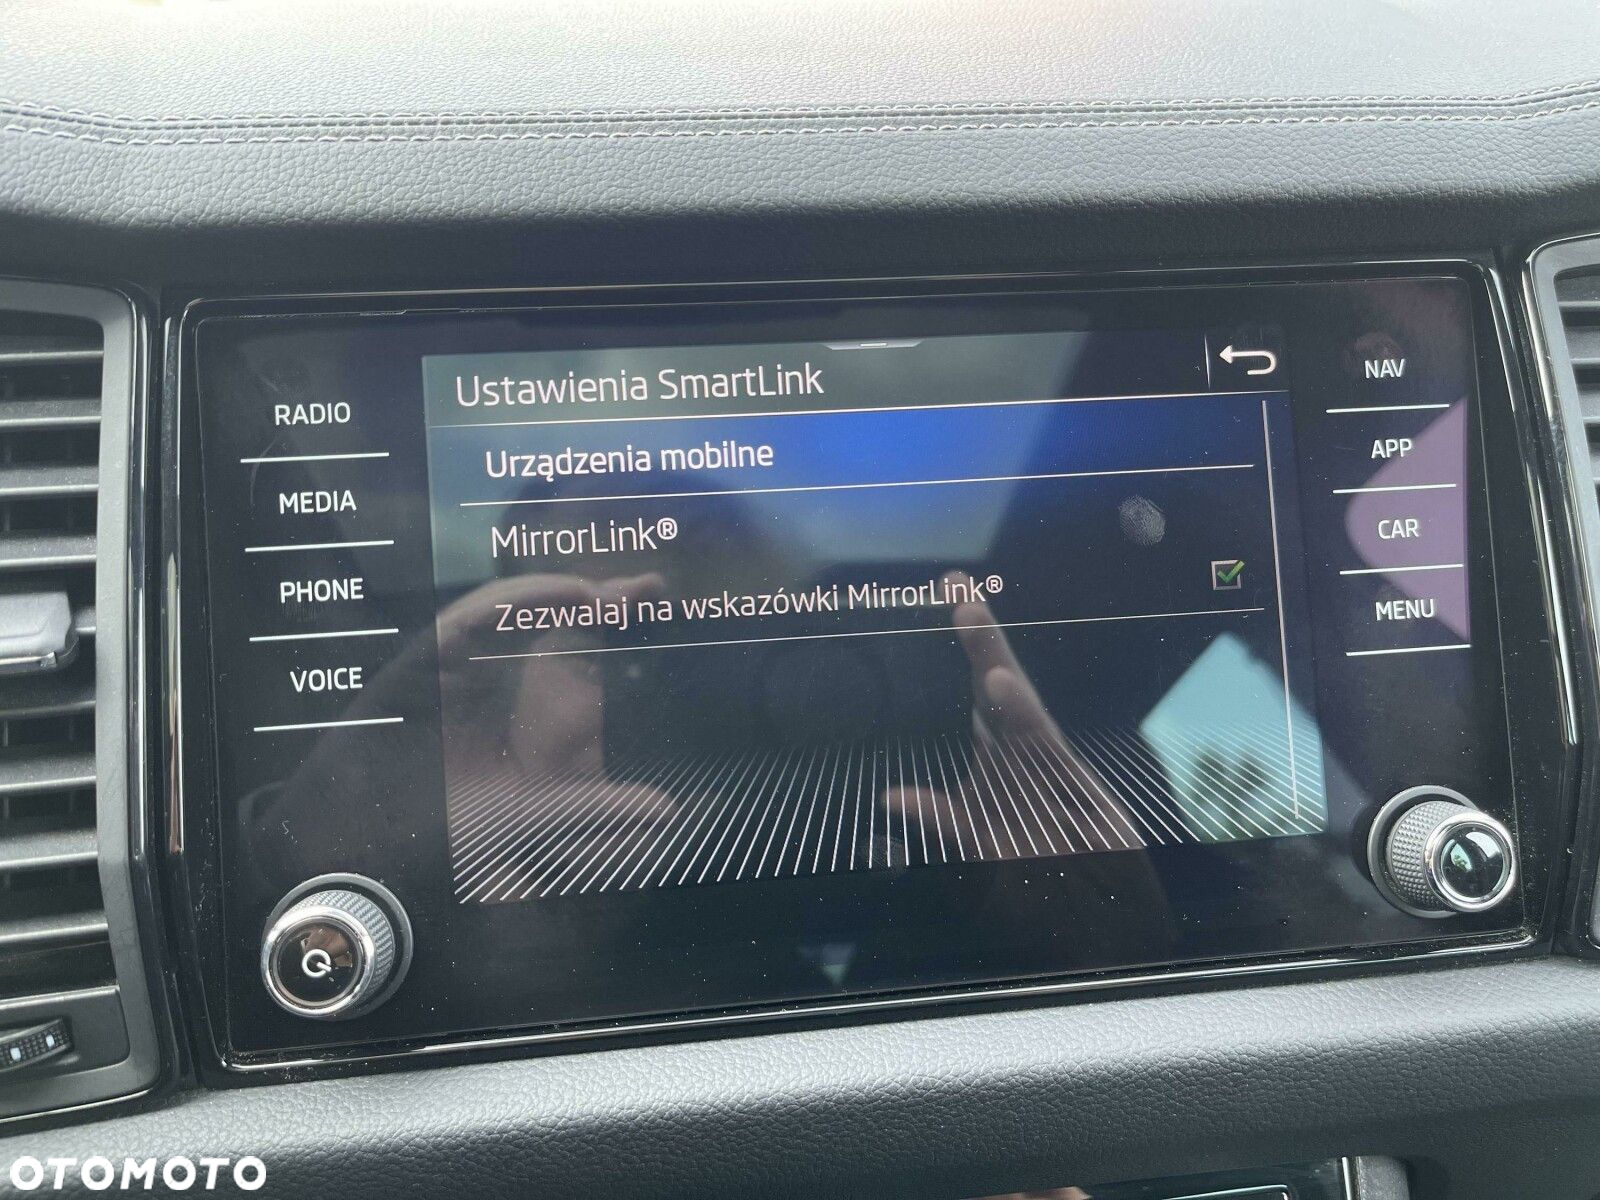 Ustawienia SmartLink
Urządzenia mobilne
MirrorLink®
Zezwalaj na wskazówki MirrorLink®
RADIO
MEDIA
PHONE
VOICE
NAV
APP
CAR
MENU
OTOMOTO